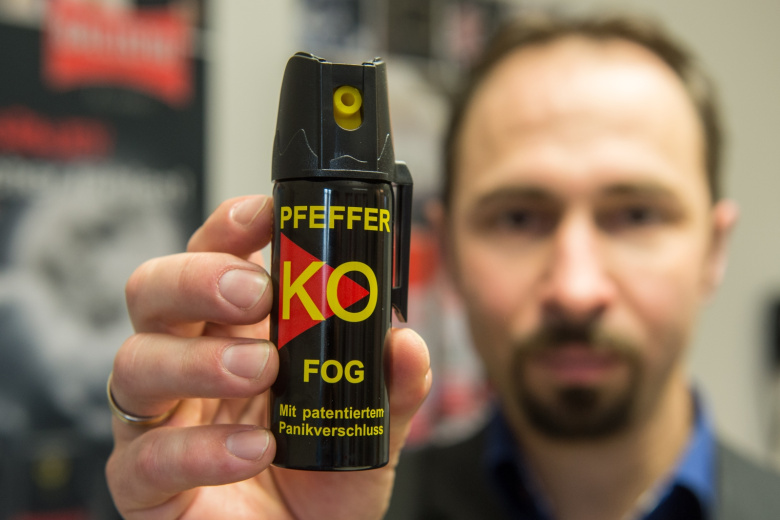 PFEFFER
KO
FOG
Mit patentiertem
Panikverschluss